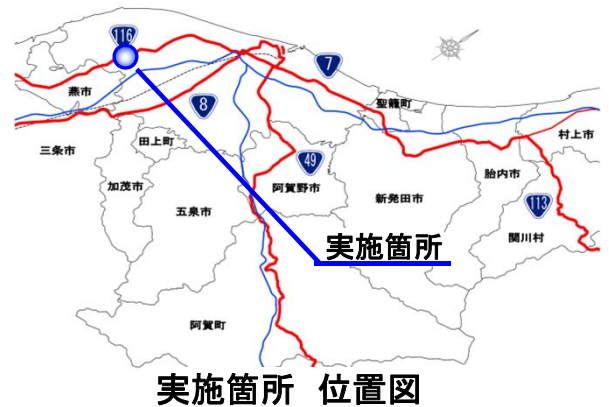 116
7
燕市
8
聖籠町
三条市
田上町
49
村上市
加茂市
阿賀野市
新発田市
胎内市
五泉市
113
関川村
実施箇所
阿賀町
実施箇所 位置図